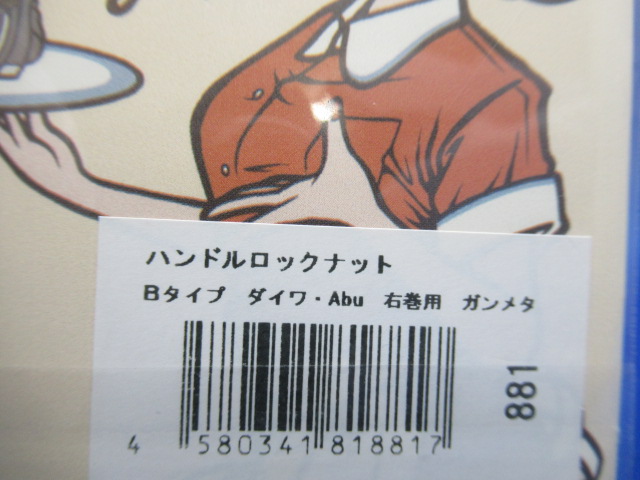 ハンドルロックナット
Bタイプ ダイワ・Abu 右巻用 ガンメタ
881
4 580341 818817